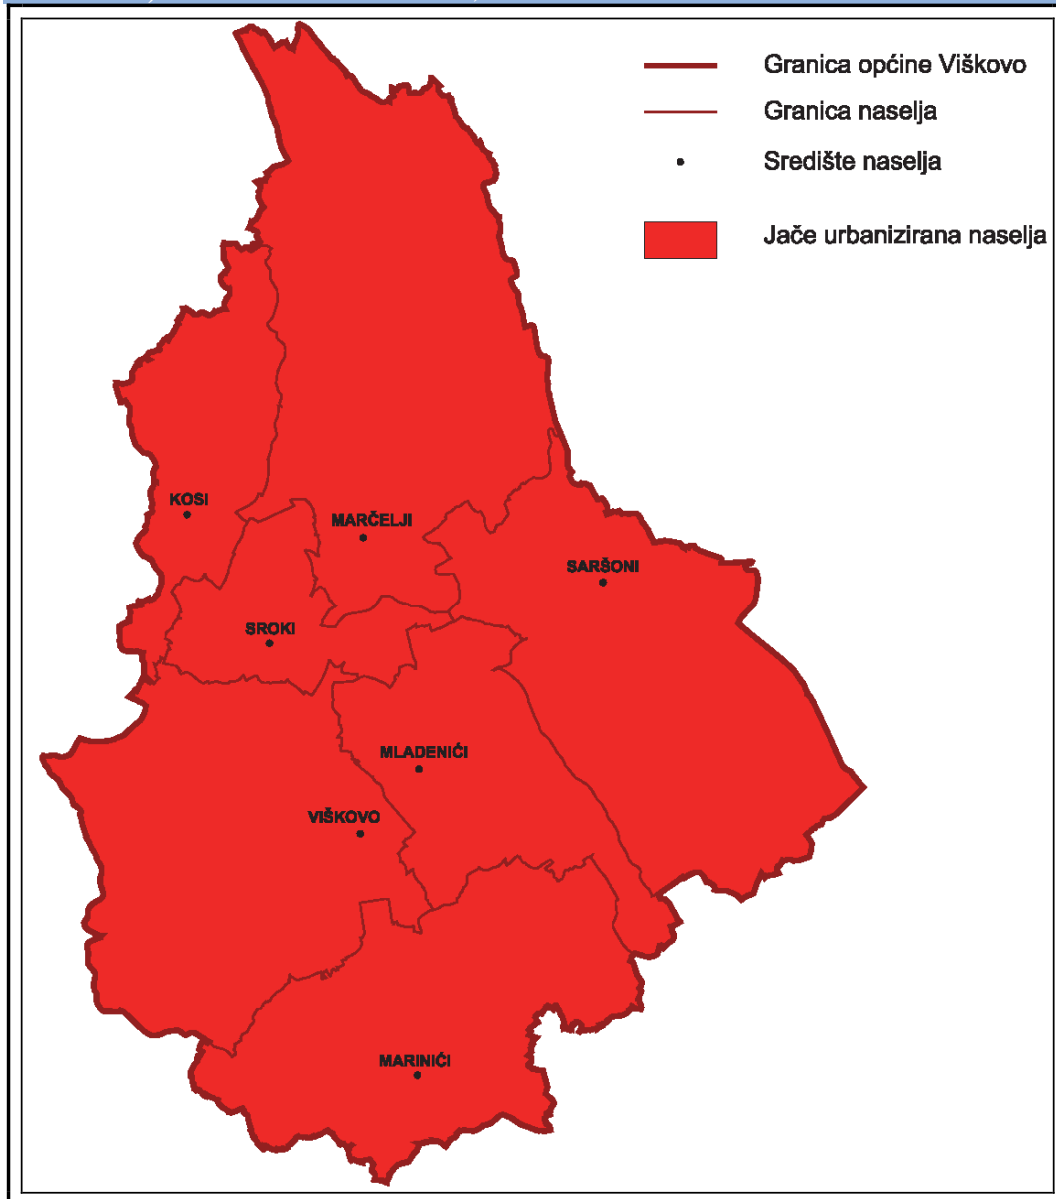 Granica općine Viškovo
Granica naselja
Središte naselja
Jače urbanizirana naselja
KOSI
MARČELJI
SARŠONI
SROKI
MLADENIĆI
VIŠKOVO
MARINIĆI